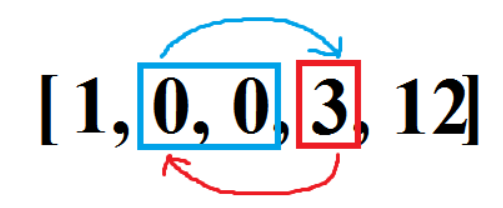 [ 1, 0, 0, 3, 12]